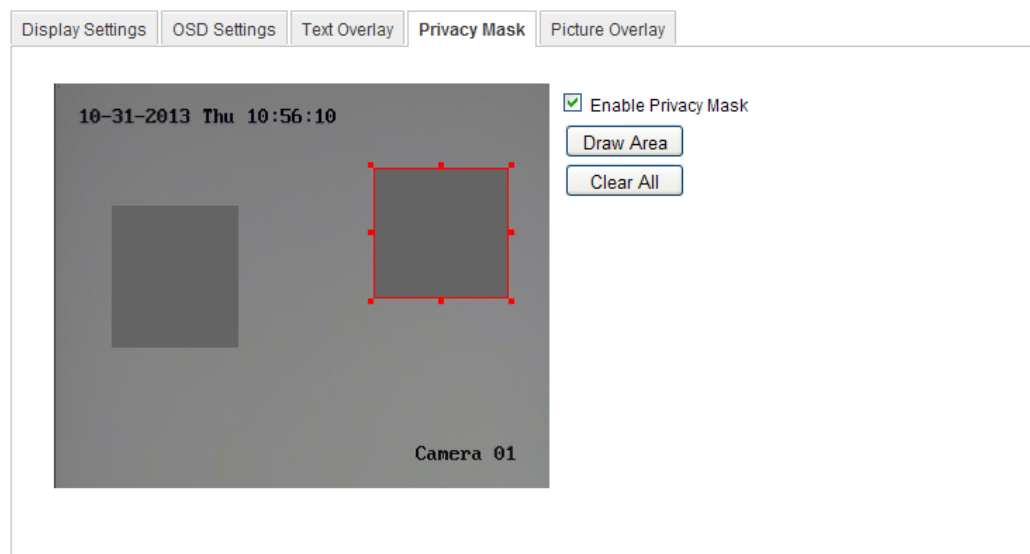 Display Settings OSD Settings Text Overlay Privacy Mask Picture Overlay
10-31-2013 Thu 10:56:10
Enable Privacy Mask
Draw Area
Clear All
Camera 01